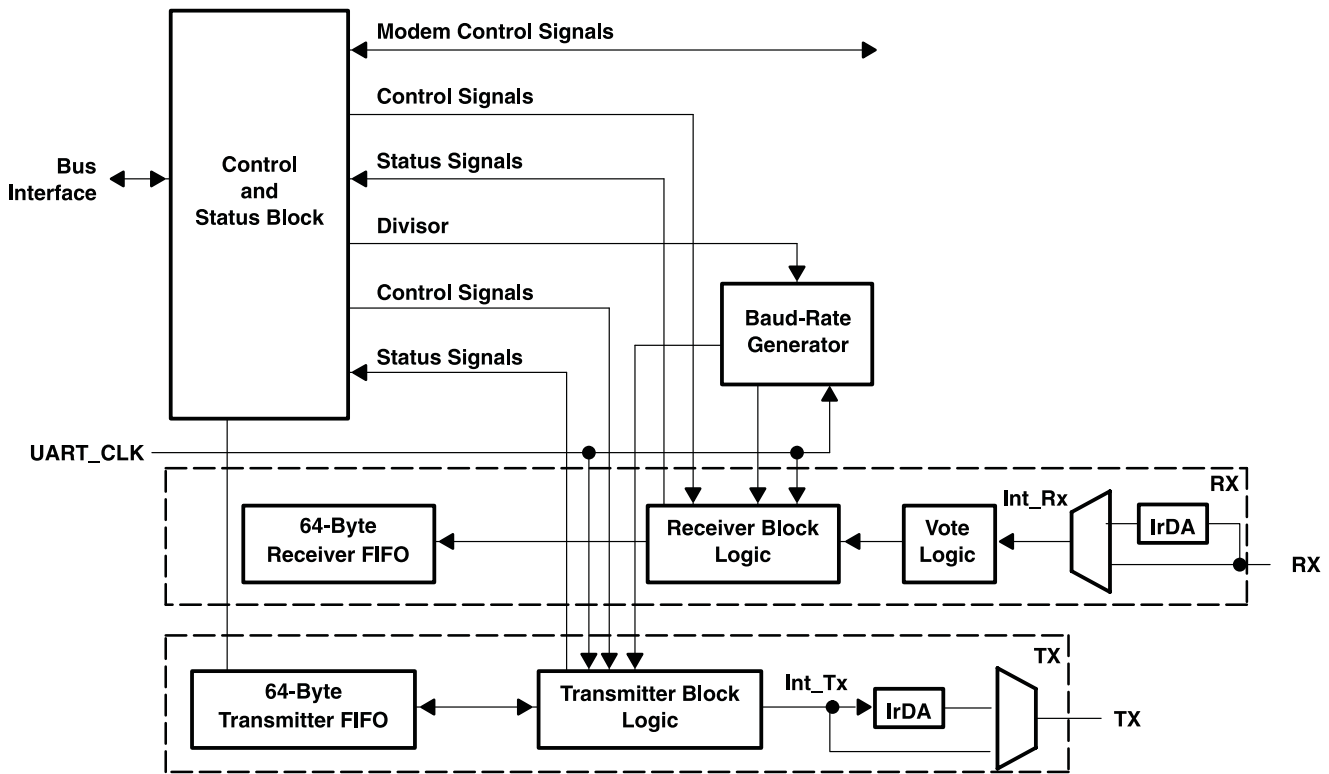 Modem Control Signals
Control Signals
Bus
Interface
Control
and
Status Block
Status Signals
Divisor
Control Signals
Baud-Rate
Generator
Status Signals
UART_CLK
RX
Int_Rx
64-Byte
Receiver FIFO
Receiver Block
Logic
Vote
Logic
IrDA
RX
TX
64-Byte
Transmitter FIFO
Transmitter Block
Logic
Int_Tx
IrDA
TX